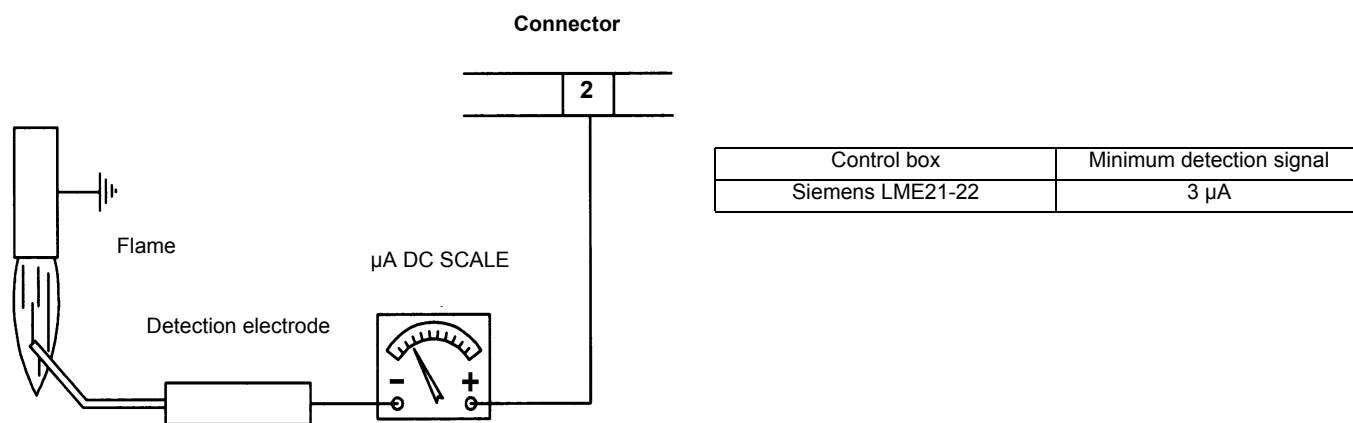 Connector
2
Control box Minimum detection signal
Siemens LME21-22 3 µA
Flame
µA DC SCALE
Detection electrode
- +